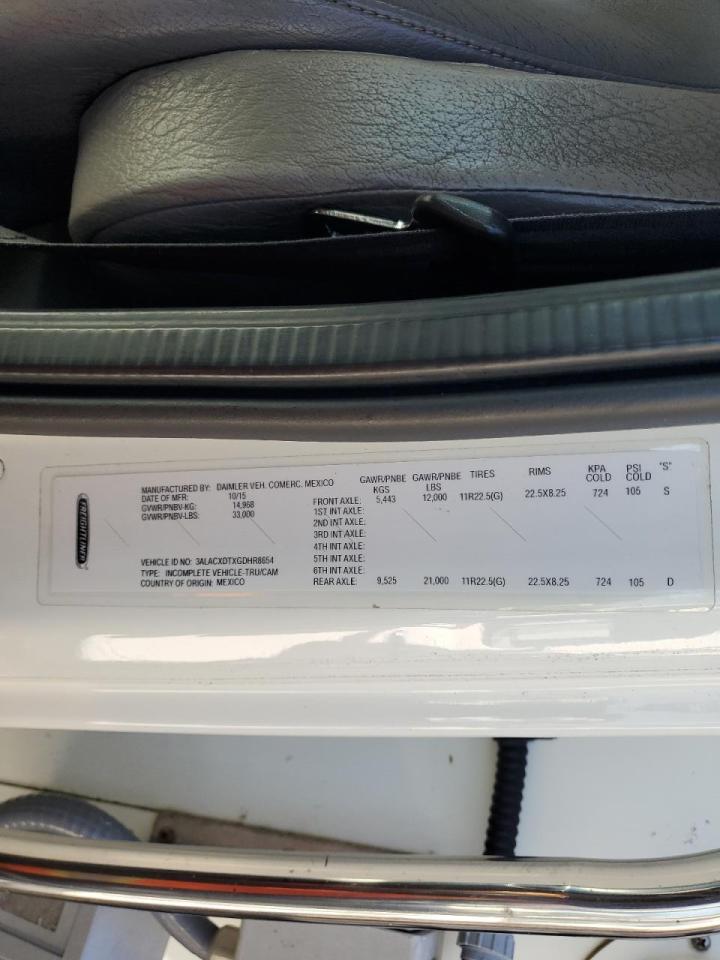 FREIGHTLINER
MANUFACTURED BY: DAIMLER VEH. COMERC. MEXICO
DATE OF MFR: 10/15
GVWR/PNBV-KG: 14,968
GVWR/PNBV-LBS: 33,000
VEHICLE ID NO: 3ALACXDTXGDHR8654
TYPE: INCOMPLETE VEHICLE-TRU/CAM
COUNTRY OF ORIGIN: MEXICO
GAWR/PNBE KGS GAWR/PNBE LBS TIRES RIMS KPA COLD PSI COLD "S"
FRONT AXLE: 5,443 12,000 11R22.5(G) 22.5X8.25 724 105 S
1ST INT AXLE:
2ND INT AXLE:
3RD INT AXLE:
4TH INT AXLE:
5TH INT AXLE:
6TH INT AXLE:
REAR AXLE: 9,525 21,000 11R22.5(G) 22.5X8.25 724 105 D